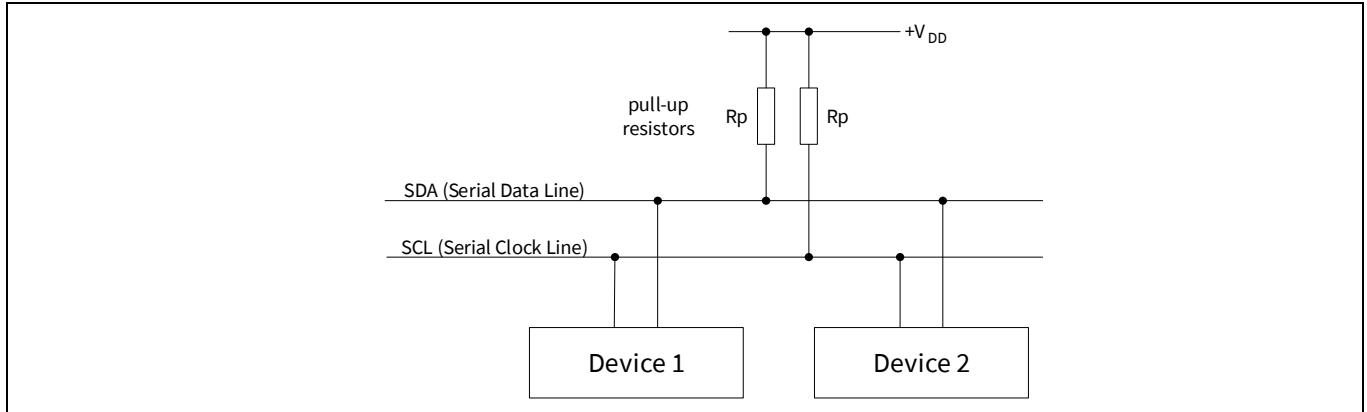 +VDD
pull-up
resistors
Rp
Rp
SDA (Serial Data Line)
SCL (Serial Clock Line)
Device 1
Device 2